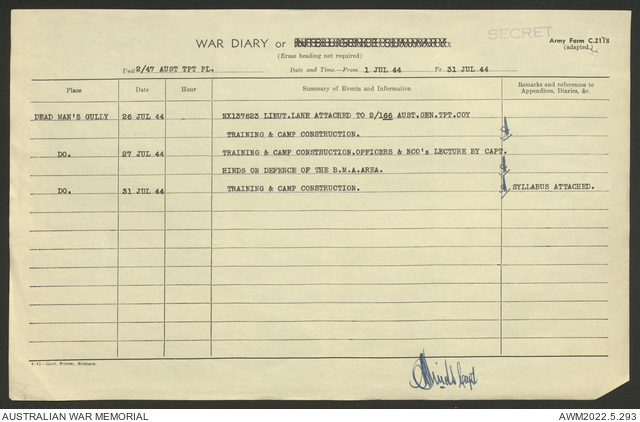 SECRET
WAR DIARY or
Army Form C.2118
(adapted.)
(Erase heading not required)
Unit 2/47 AUST TPT PL. Date and Time.—From 1 JUL 44 To 31 JUL 44
Place Date Hour Summary of Events and Information Remarks and references to
Appendices, Diaries, &c.
DEAD MAN'S GULLY 26 JUL 44 NX137623 LIEUT.LANE ATTACHED TO 2/166 AUST.GEN.TPT.COY
TRAINING & CAMP CONSTRUCTION.
DO. 27 JUL 44 TRAINING & CAMP CONSTRUCTION.OFFICERS & NCO's LECTURE BY CAPT.
HINDS ON DEFENCE OF THE B.M.A.AREA.
DO. 31 JUL 44 TRAINING & CAMP CONSTRUCTION. SYLLABUS ATTACHED.
Govt. Printer, Brisbane.
Hinds Capt
AUSTRALIAN WAR MEMORIAL AWM2022.5.293